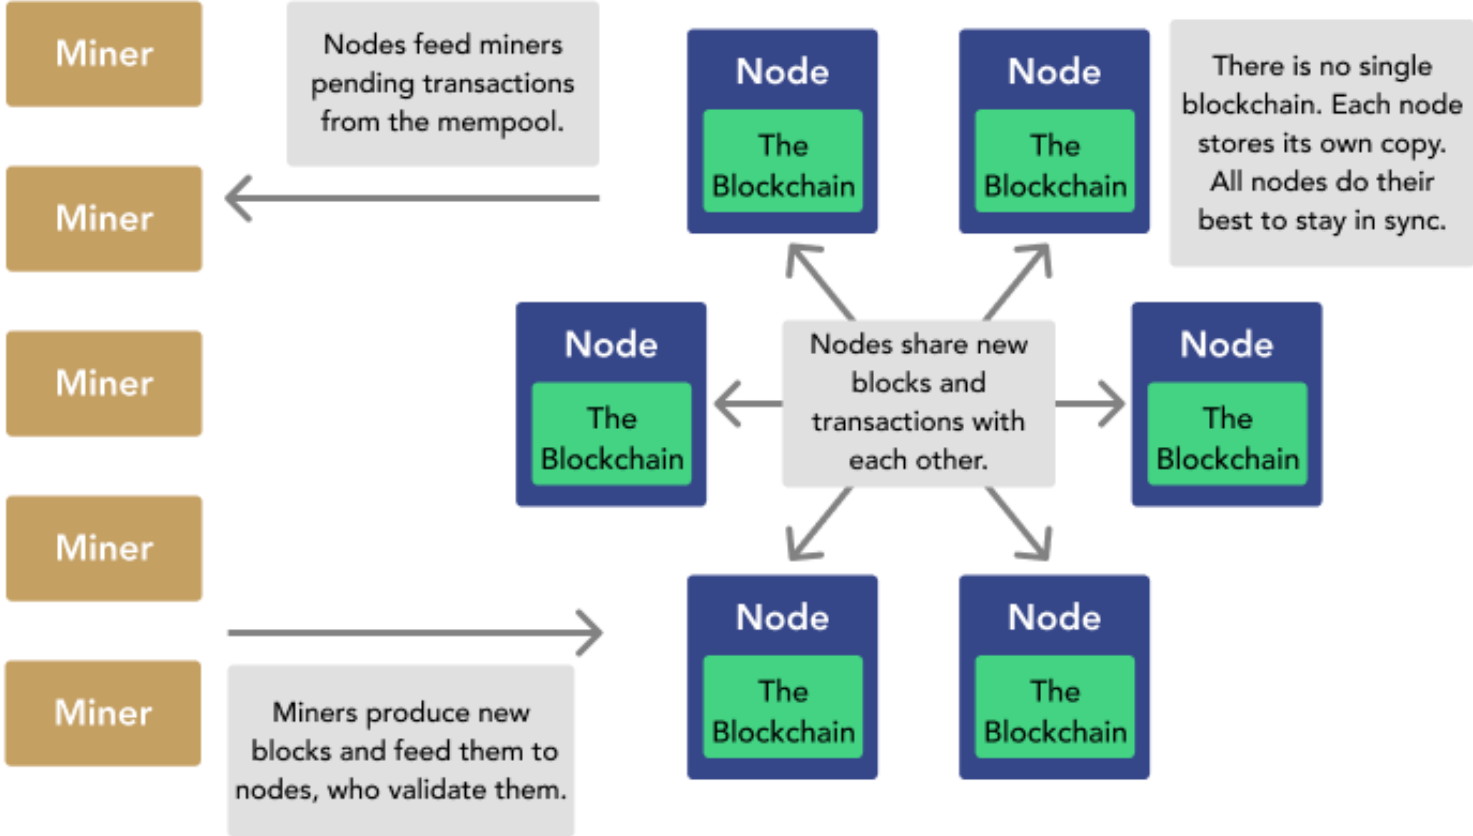 Miner
Miner
Miner
Miner
Miner
Nodes feed miners
pending transactions
from the mempool.
Node
The
Blockchain
Node
The
Blockchain
There is no single
blockchain. Each node
stores its own copy.
All nodes do their
best to stay in sync.
Node
The
Blockchain
Nodes share new
blocks and
transactions with
each other.
Node
The
Blockchain
Miners produce new
blocks and feed them to
nodes, who validate them.
Node
The
Blockchain
Node
The
Blockchain